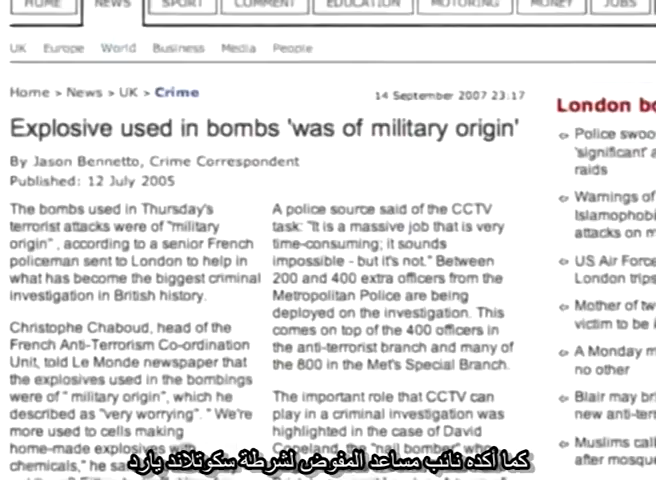 HOME NEWS SPORT COMMENT EDUCATION MOTORING MONEY JOBS
UK Europe World Business Media People
Home > News > UK > Crime
14 September 2007 23:17
Explosive used in bombs 'was of military origin'
By Jason Bennetto, Crime Correspondent
Published: 12 July 2005
The bombs used in Thursday's
terrorist attacks were of "military
origin", according to a senior French
policeman sent to London to help in
what has become the biggest criminal
investigation in British history.
Christophe Chaboud, head of the
French Anti-Terrorism Co-ordination
Unit, told Le Monde newspaper that
the explosives used in the bombings
were of " military origin", which he
described as "very worrying". " We're
more used to cells making
home-made explosives with
chemicals," he sa
A police source said of the CCTV
task: "It is a massive job that is very
time-consuming; it sounds
impossible - but it's not." Between
200 and 400 extra officers from the
Metropolitan Police are being
deployed on the investigation. This
comes on top of the 400 officers in
the anti-terrorist branch and many of
the 800 in the Met's Special Branch.
The important role that CCTV can
play in a criminal investigation was
highlighted in the case of David
Copeland, the "nail bomber" who
London bo
Police swoo
'significant' a
raids
Warnings of
Islamophobi
attacks on m
US Air Force
London trips
Mother of tw
victim to be i
A Monday m
no other
Blair may bri
new anti-terr
Muslims call
after mosque
كما أكده نائب مساعد المفوض لشرطة سكوتلاند يارد